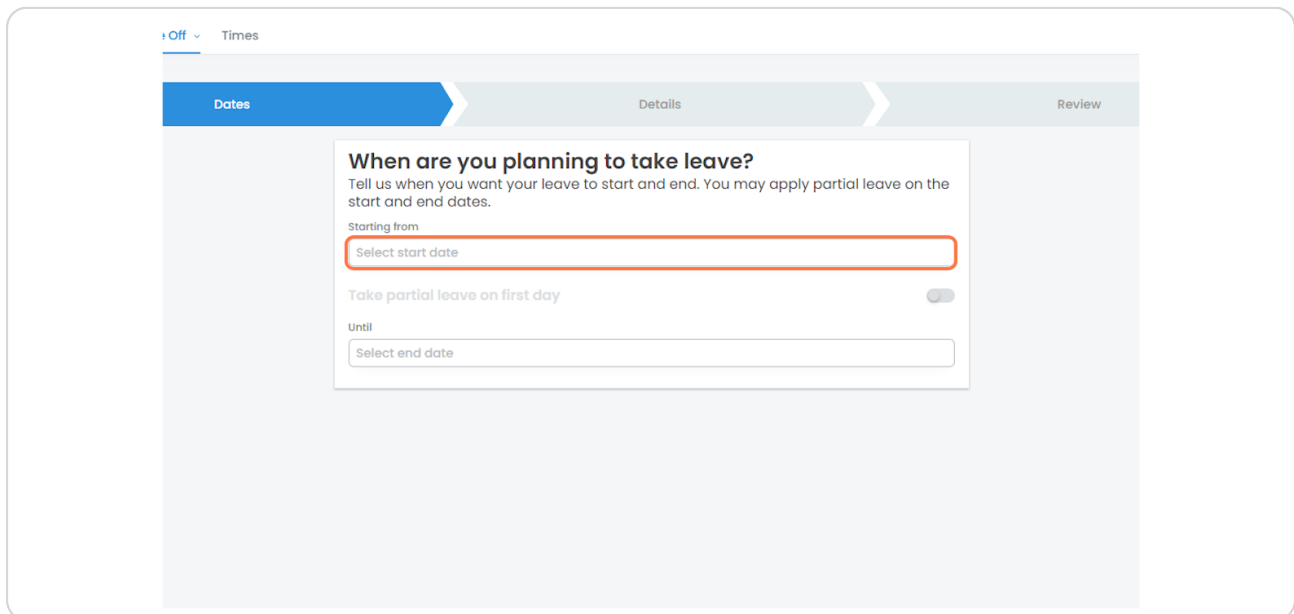 Off Times
Dates Details Review
When are you planning to take leave?
Tell us when you want your leave to start and end. You may apply partial leave on the
start and end dates.
Starting from
Select start date
Take partial leave on first day
Until
Select end date